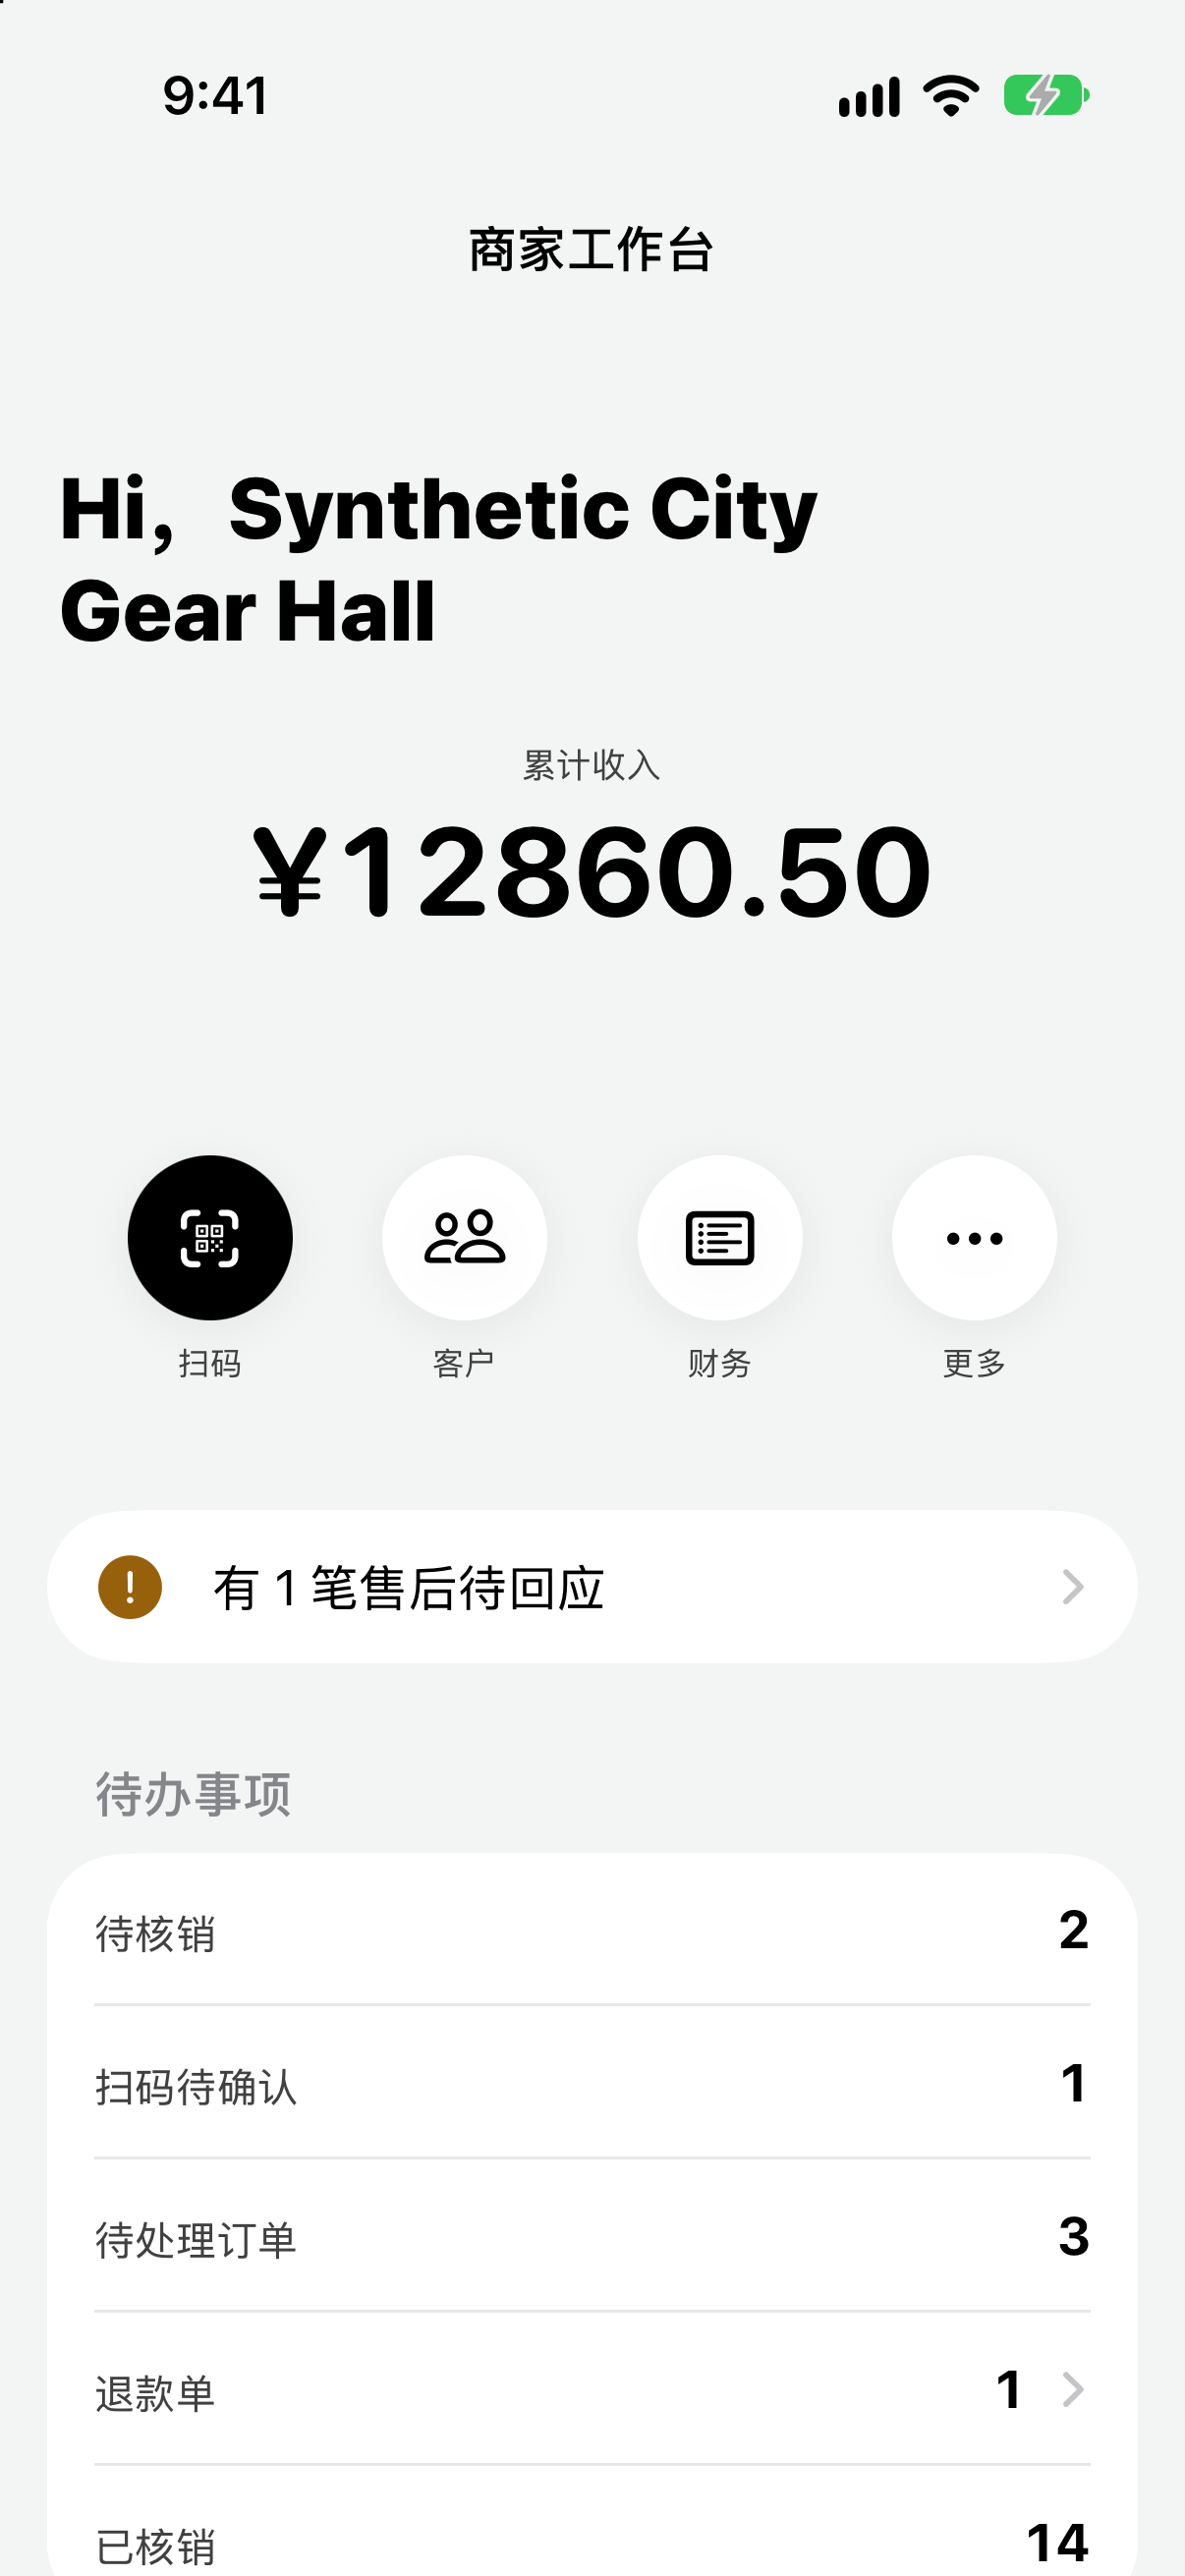 9:41
商家工作台
Hi，Synthetic City
Gear Hall
累计收入
¥12860.50
扫码
客户
财务
更多
有 1 笔售后待回应
待办事项
待核销
2
扫码待确认
1
待处理订单
3
退款单
1
已核销
14